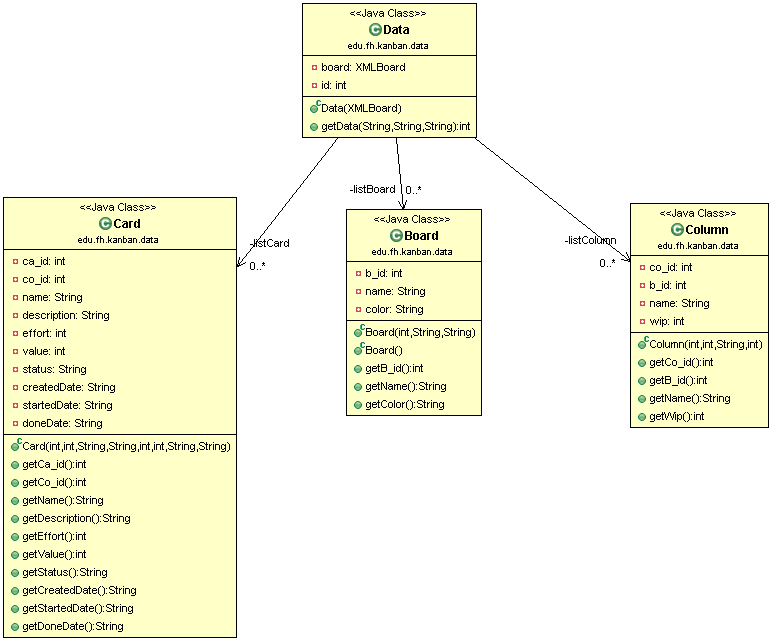 <<Java Class>>
Data
edu.fh.kanban.data
board: XMLBoard
id: int
Data(XMLBoard)
getData(String,String,String):int
-listCard
0..*
-listBoard
0..*
-listColumn
0..*
<<Java Class>>
Card
edu.fh.kanban.data
ca_id: int
co_id: int
name: String
description: String
effort: int
value: int
status: String
createdDate: String
startedDate: String
doneDate: String
Card(int,int,String,String,int,int,String,String)
getCa_id():int
getCo_id():int
getName():String
getDescription():String
getEffort():int
getValue():int
getStatus():String
getCreatedDate():String
getStartedDate():String
getDoneDate():String
<<Java Class>>
Board
edu.fh.kanban.data
b_id: int
name: String
color: String
Board(int,String,String)
Board()
getB_id():int
getName():String
getColor():String
<<Java Class>>
Column
edu.fh.kanban.data
co_id: int
b_id: int
name: String
wip: int
Column(int,int,String,int)
getCo_id():int
getB_id():int
getName():String
getWip():int